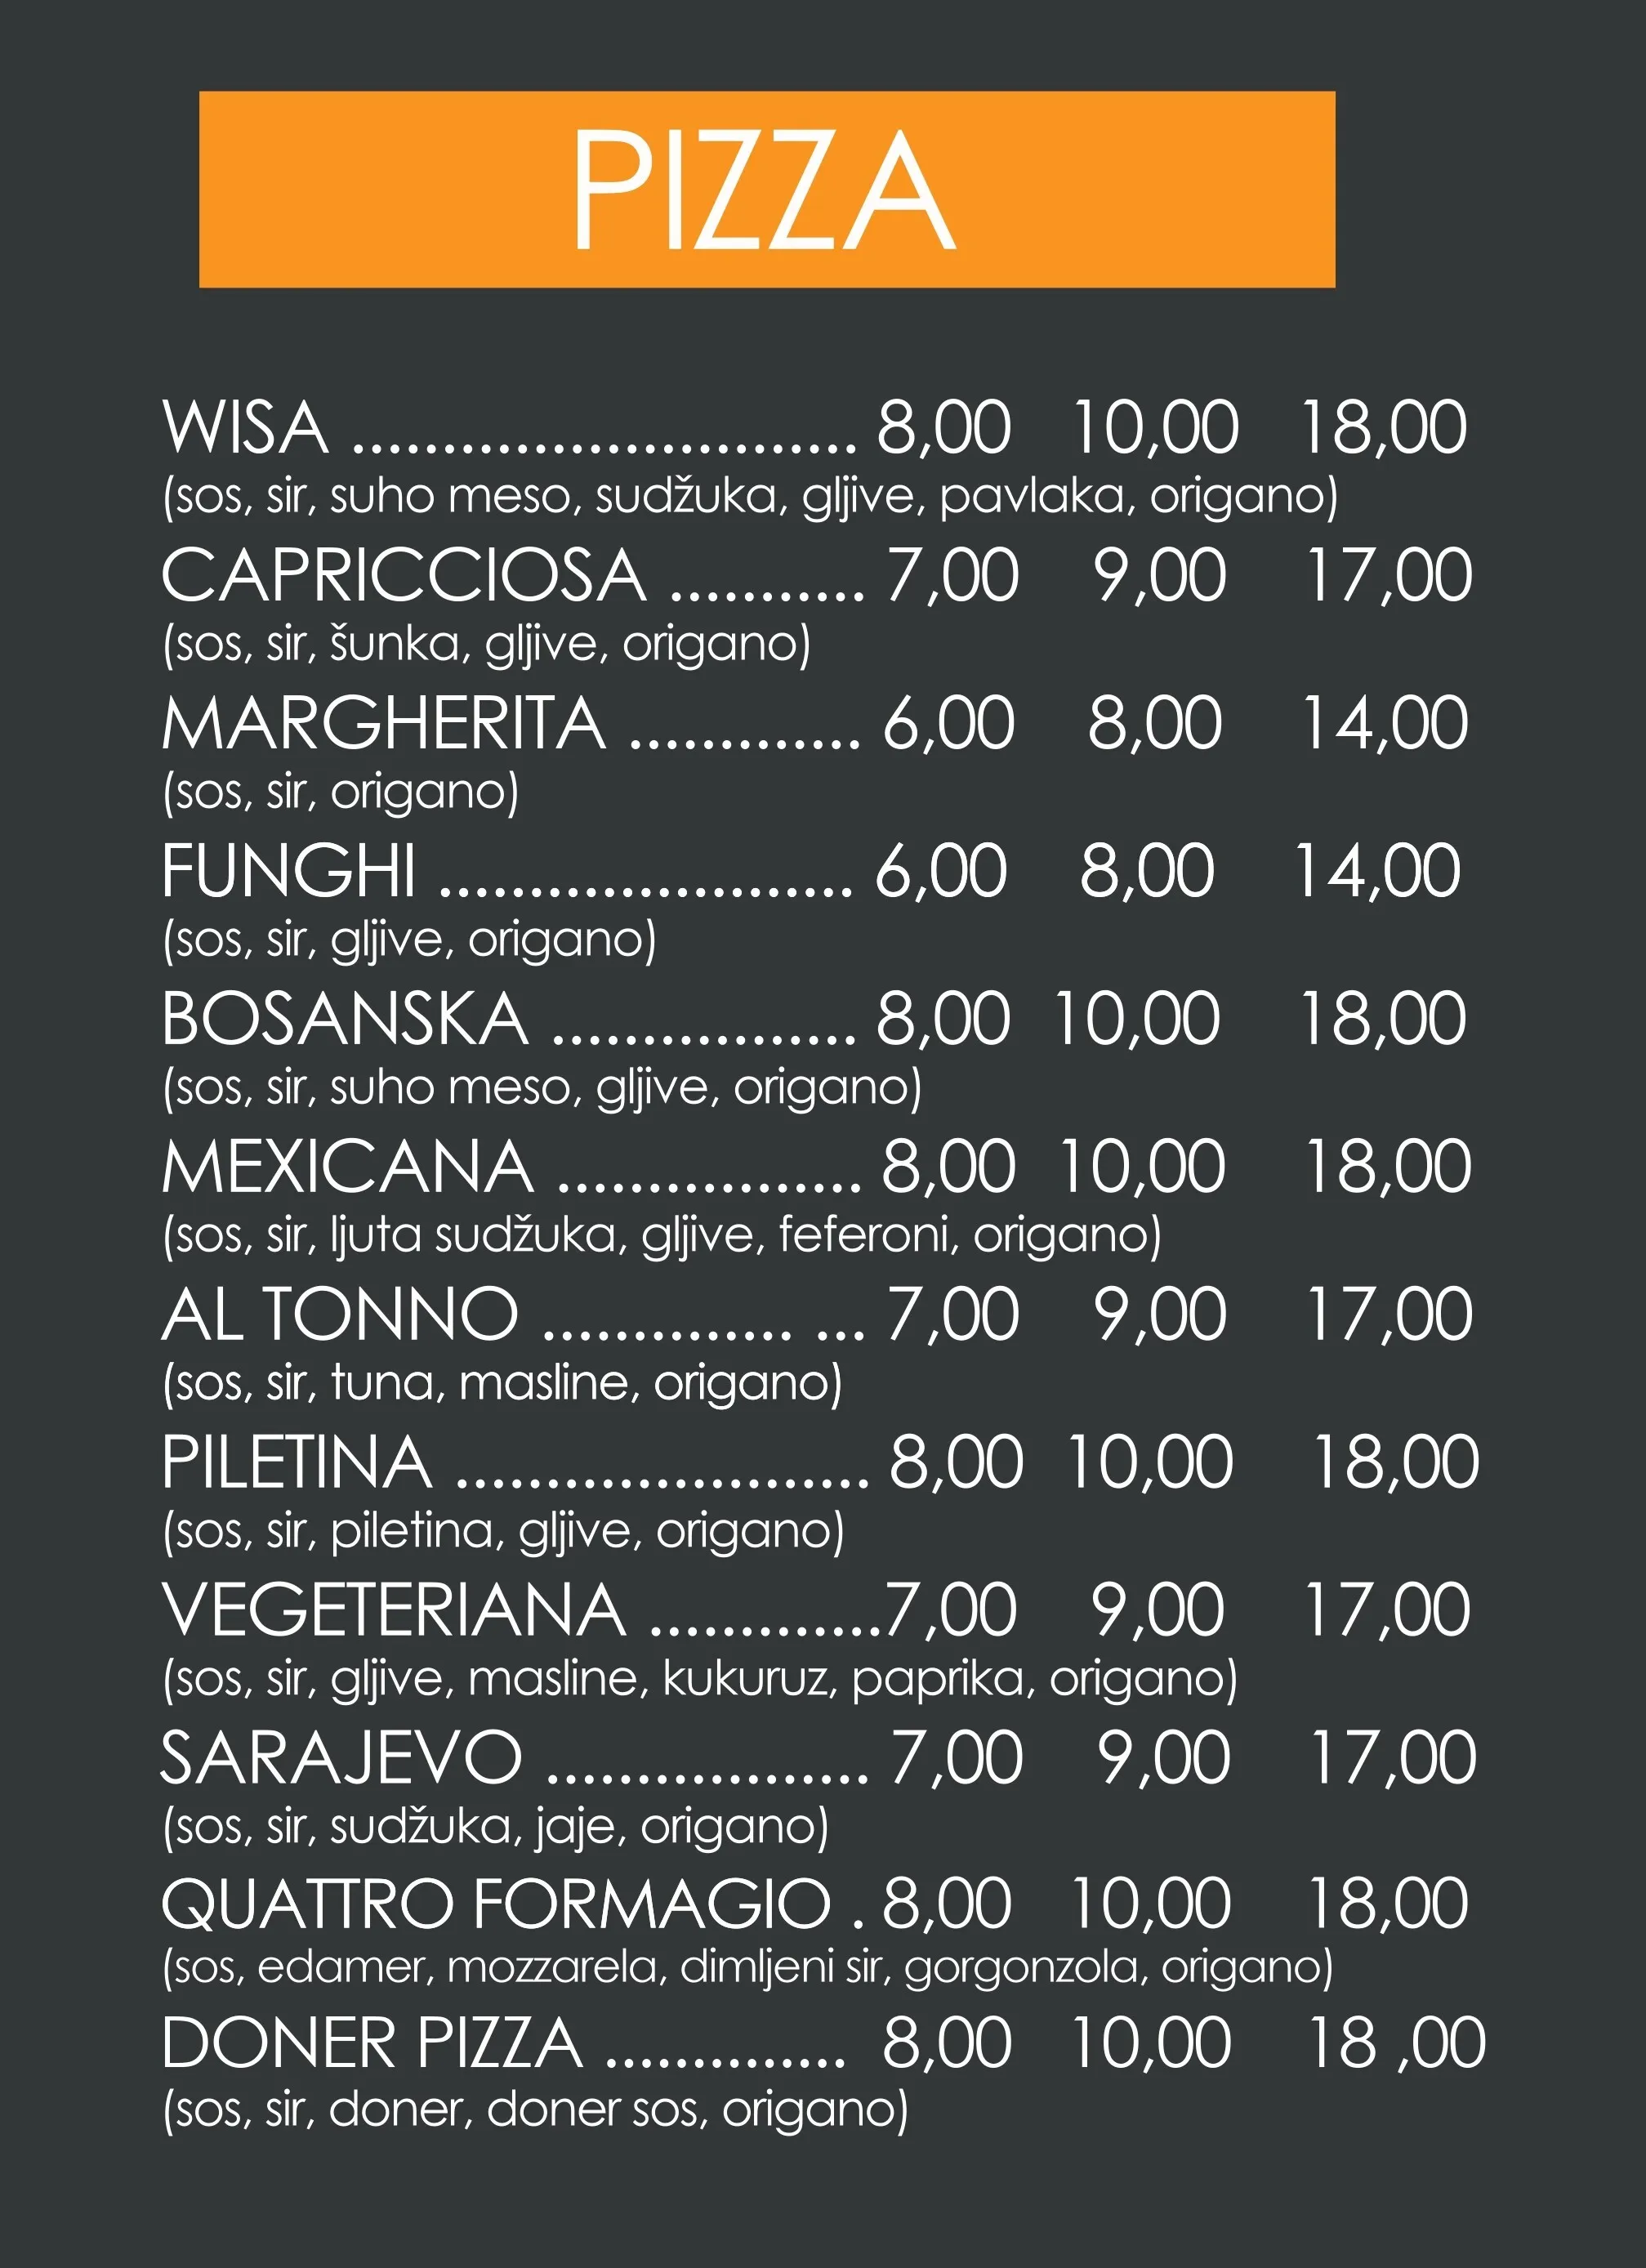 PIZZA
WISA ............................ 8,00 10,00 18,00
(sos, sir, suho meso, sudžuka, gljive, pavlaka, origano)
CAPRICCIOSA ........... 7,00 9,00 17,00
(sos, sir, šunka, gljive, origano)
MARGHERITA ............. 6,00 8,00 14,00
(sos, sir, origano)
FUNGHI ....................... 6,00 8,00 14,00
(sos, sir, gljive, origano)
BOSANSKA ................. 8,00 10,00 18,00
(sos, sir, suho meso, gljive, origano)
MEXICANA ................. 8,00 10,00 18,00
(sos, sir, ljuta sudžuka, gljive, feferoni, origano)
AL TONNO .............. ... 7,00 9,00 17,00
(sos, sir, tuna, masline, origano)
PILETINA ....................... 8,00 10,00 18,00
(sos, sir, piletina, gljive, origano)
VEGETERIANA .............7,00 9,00 17,00
(sos, sir, gljive, masline, kukuruz, paprika, origano)
SARAJEVO .................. 7,00 9,00 17,00
(sos, sir, sudžuka, jaje, origano)
QUATTRO FORMAGIO . 8,00 10,00 18,00
(sos, edamer, mozzarela, dimljeni sir, gorgonzola, origano)
DONER PIZZA .............. 8,00 10,00 18 ,00
(sos, sir, doner, doner sos, origano)